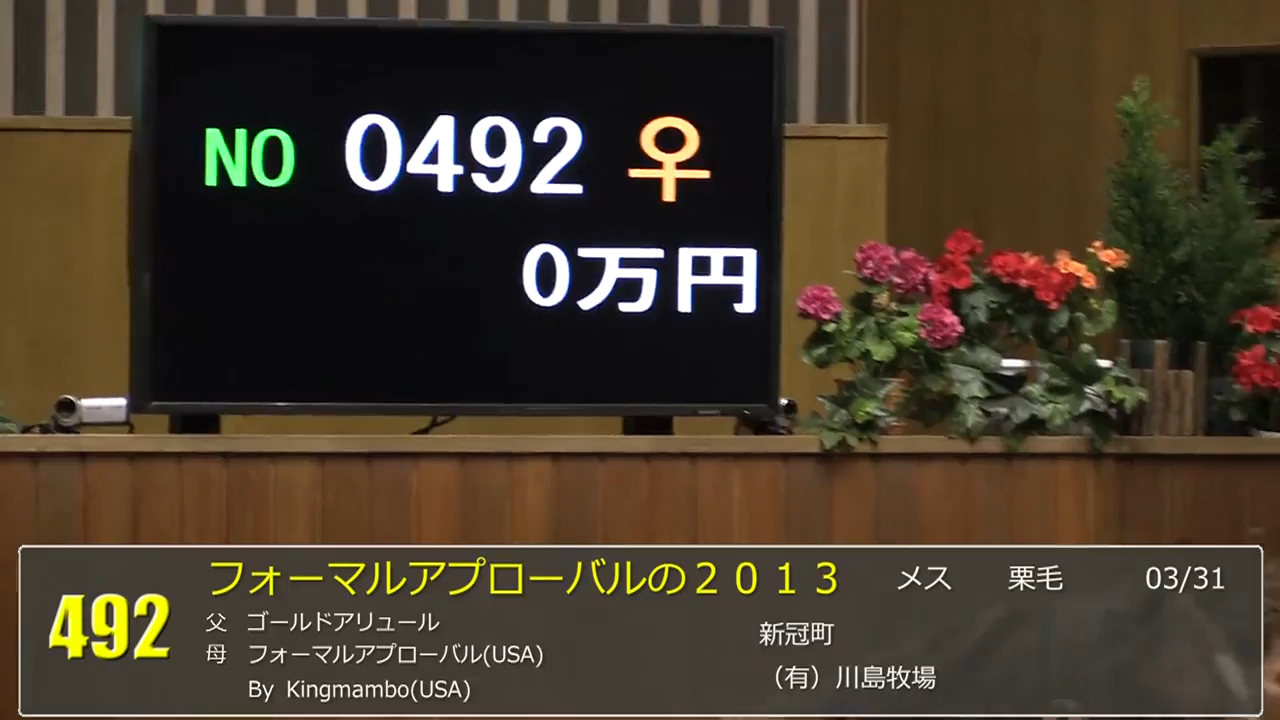 NO 0492 ♀
0万円
492
フォーマルアプローバルの2013 メス 栗毛 03/31
父 ゴールドアリュール
母 フォーマルアプローバル(USA)
By Kingmambo(USA)
新冠町
（有）川島牧場